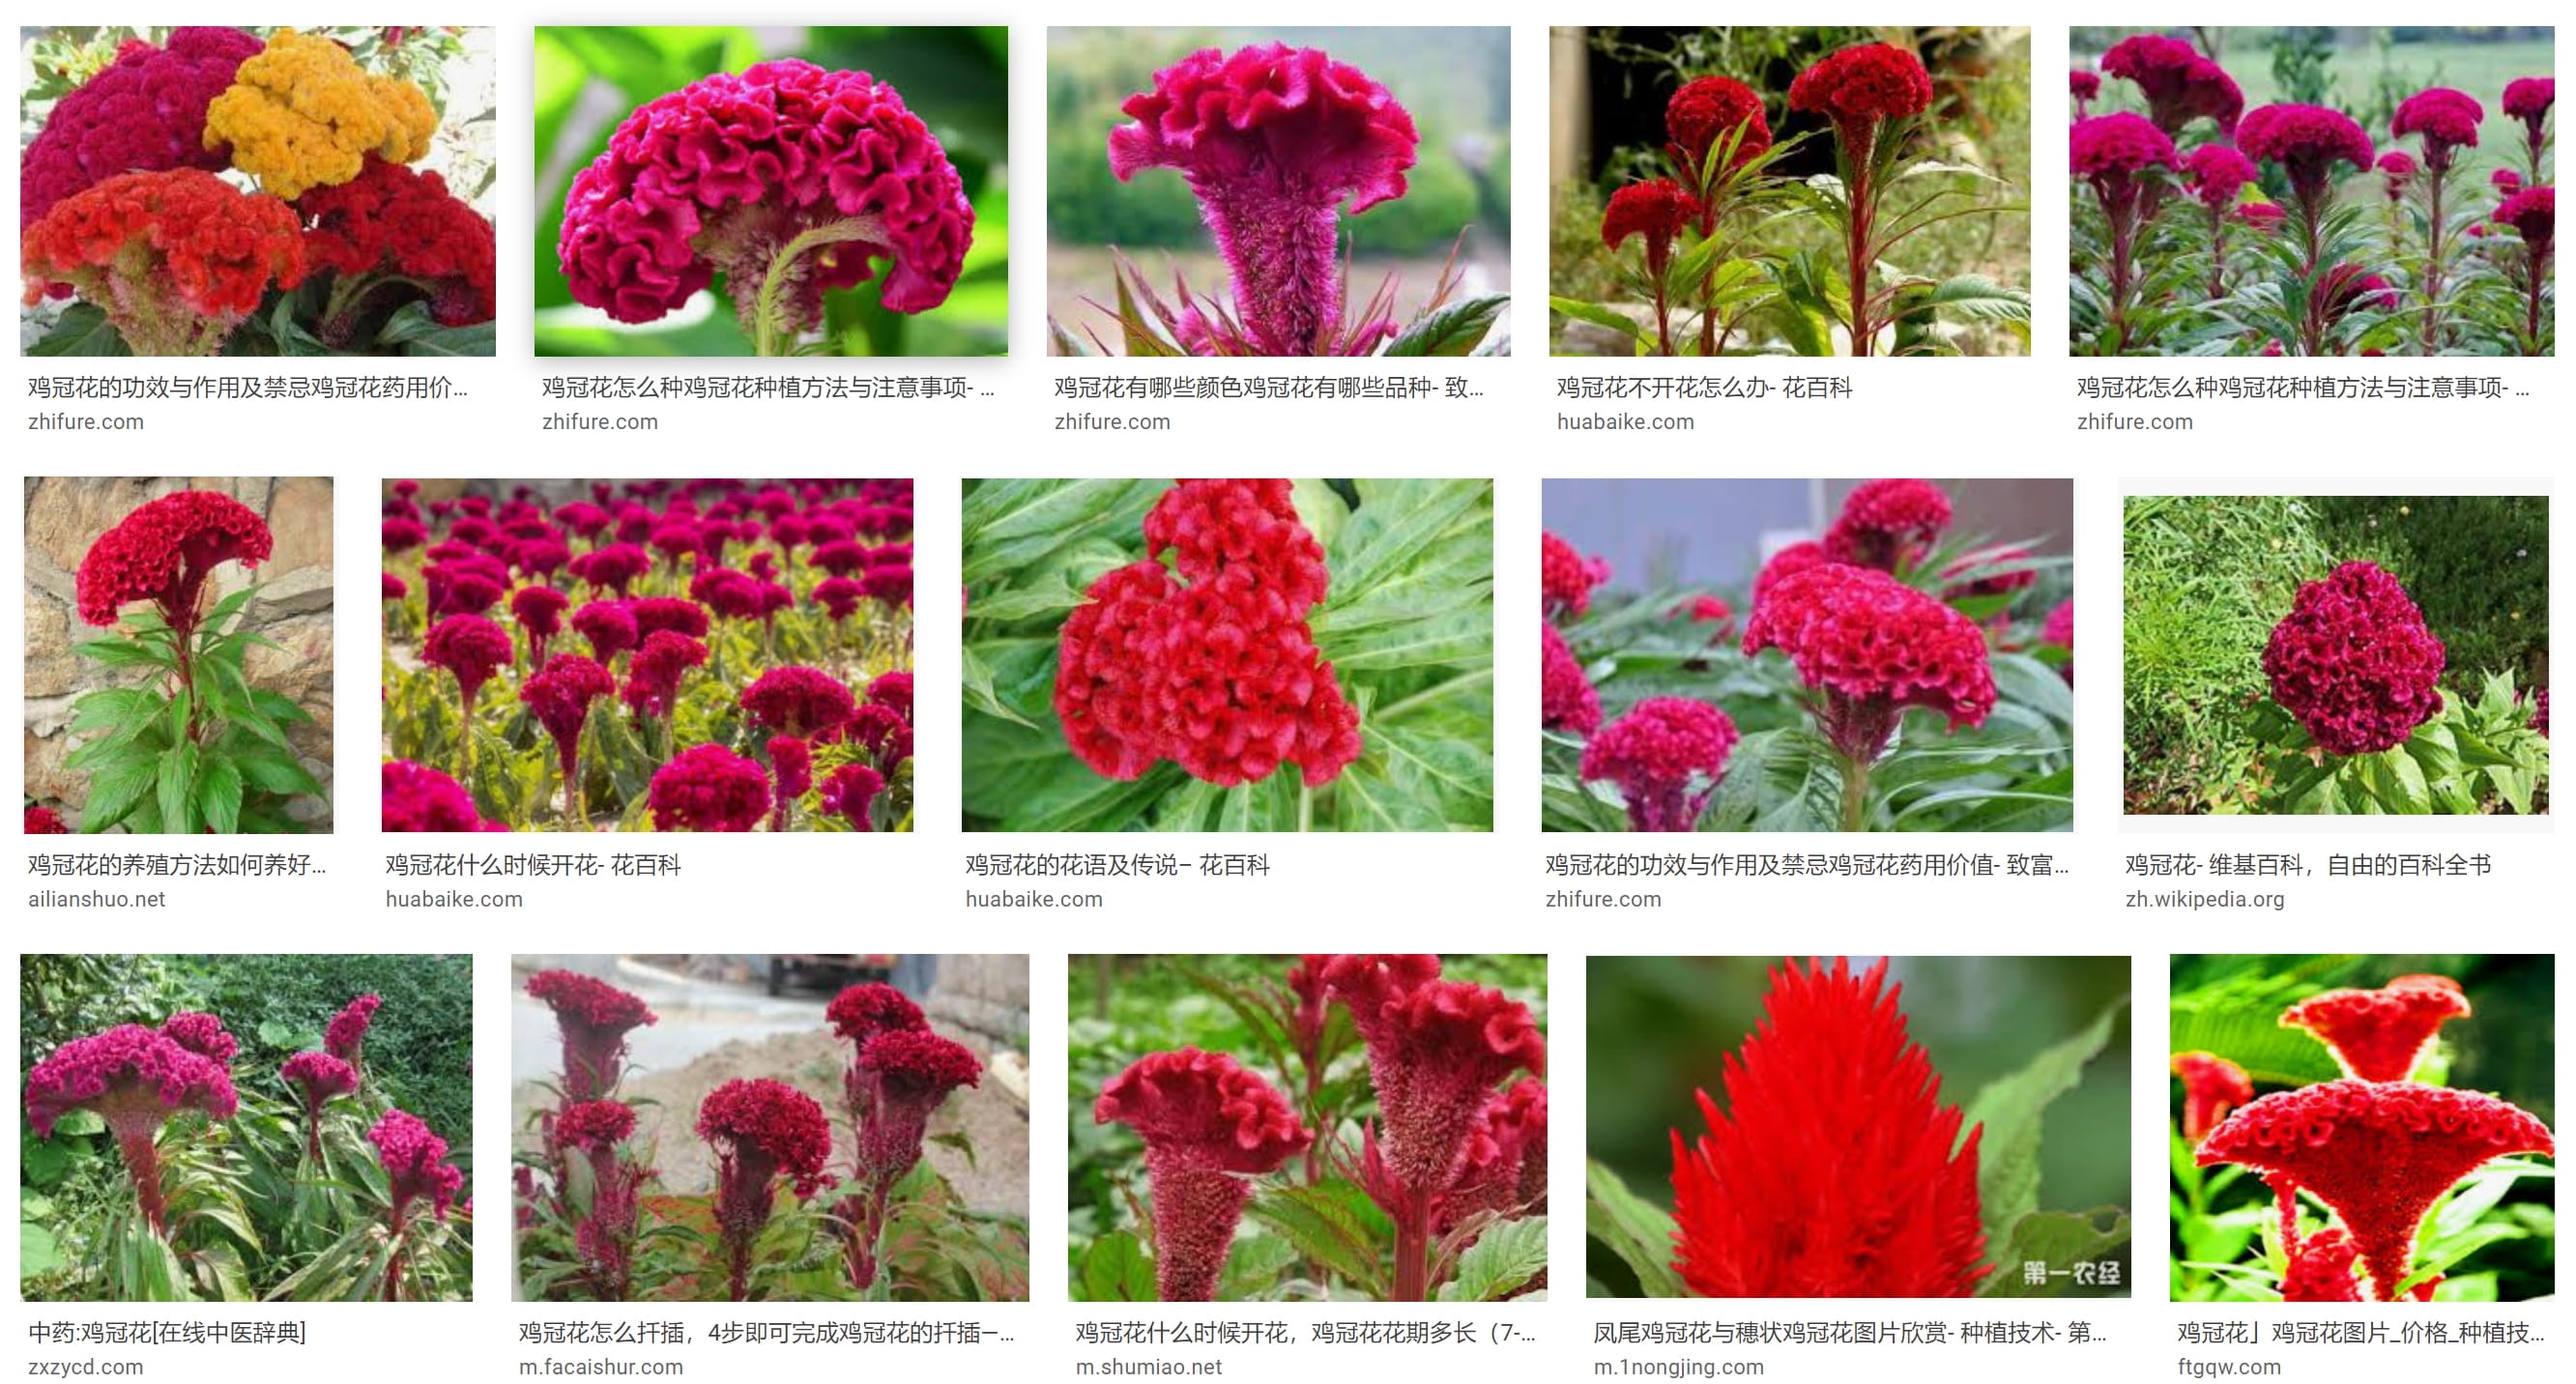 鸡冠花的功效与作用及禁忌鸡冠花药用价...
zhifure.com
鸡冠花怎么种鸡冠花种植方法与注意事项- ...
zhifure.com
鸡冠花有哪些颜色鸡冠花有哪些品种- 致...
zhifure.com
鸡冠花不开花怎么办- 花百科
huabaike.com
鸡冠花怎么种鸡冠花种植方法与注意事项- ...
zhifure.com
鸡冠花的养殖方法如何养好...
ailianshuo.net
鸡冠花什么时候开花- 花百科
huabaike.com
鸡冠花的花语及传说– 花百科
huabaike.com
鸡冠花的功效与作用及禁忌鸡冠花药用价值- 致富...
zhifure.com
鸡冠花- 维基百科，自由的百科全书
zh.wikipedia.org
第一农经
中药:鸡冠花[在线中医辞典]
zxzycd.com
鸡冠花怎么扦插，4步即可完成鸡冠花的扦插—...
m.facaishur.com
鸡冠花什么时候开花，鸡冠花花期多长（7-...
m.shumiao.net
凤尾鸡冠花与穗状鸡冠花图片欣赏- 种植技术- 第...
m.1nongjing.com
鸡冠花」鸡冠花图片_价格_种植技...
ftgqw.com